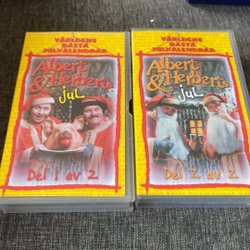 VÄRLDENS
BÄSTA
JULKALENDRAR
Albert
& Herberts
jul
Del 1 av 2
VÄRLDENS
BÄSTA
JULKALENDRAR
Albert
& Herberts
jul
Del 2 av 2